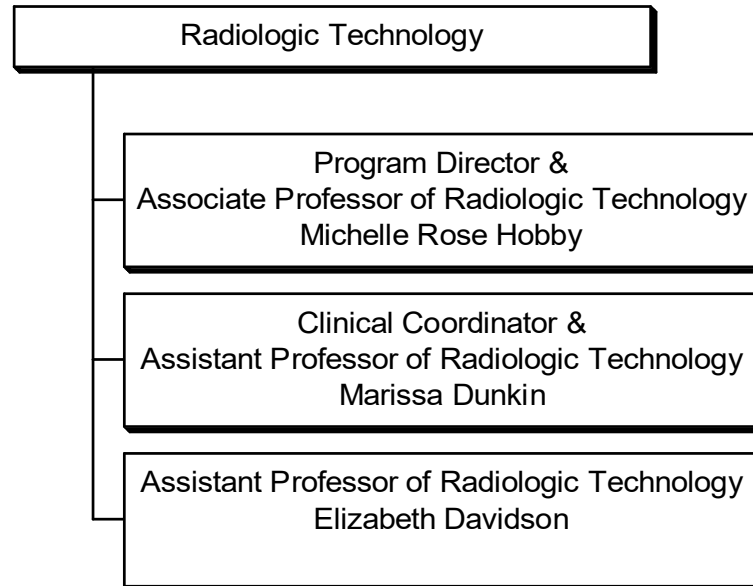 Radiologic Technology
Program Director &
Associate Professor of Radiologic Technology
Michelle Rose Hobby
Clinical Coordinator &
Assistant Professor of Radiologic Technology
Marissa Dunkin
Assistant Professor of Radiologic Technology
Elizabeth Davidson